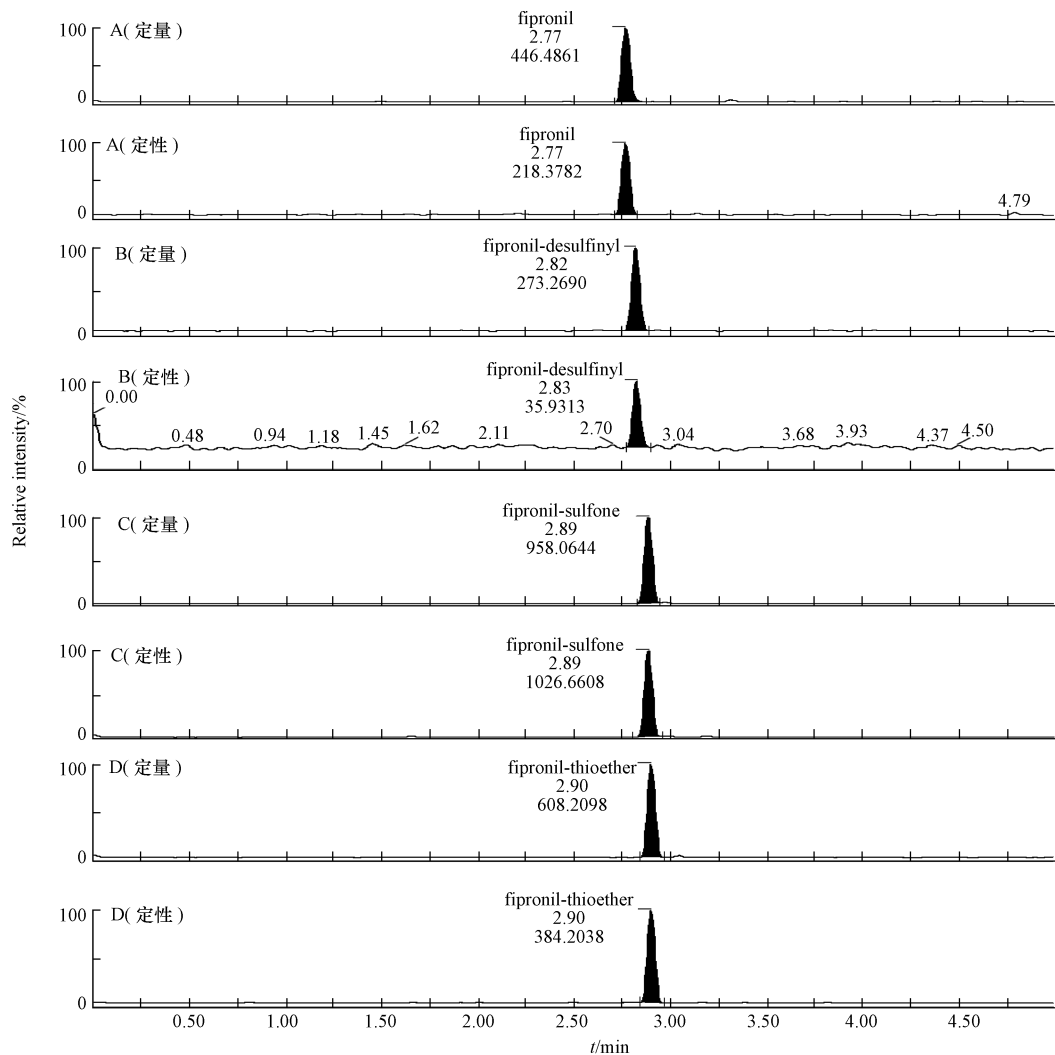 fipronil
100 A( 定量 ) 2.77
446.4861
0
fipronil
100 A( 定性 ) 2.77
218.3782
4.79
0
fipronil-desulfinyl
100 B( 定量 ) 2.82
273.2690
0
fipronil-desulfinyl
100 B( 定性 ) 2.83
0.00 35.9313
0.48 0.94 1.18 1.45 1.62 2.11 2.70 3.04 3.68 3.93 4.37 4.50
0
Relative intensity/%
fipronil-sulfone
100 C( 定量 ) 2.89
958.0644
0
fipronil-sulfone
100 C( 定性 ) 2.89
1026.6608
0
fipronil-thioether
100 D( 定量 ) 2.90
608.2098
0
fipronil-thioether
100 D( 定性 ) 2.90
384.2038
0
0.50 1.00 1.50 2.00 2.50 3.00 3.50 4.00 4.50
t/min